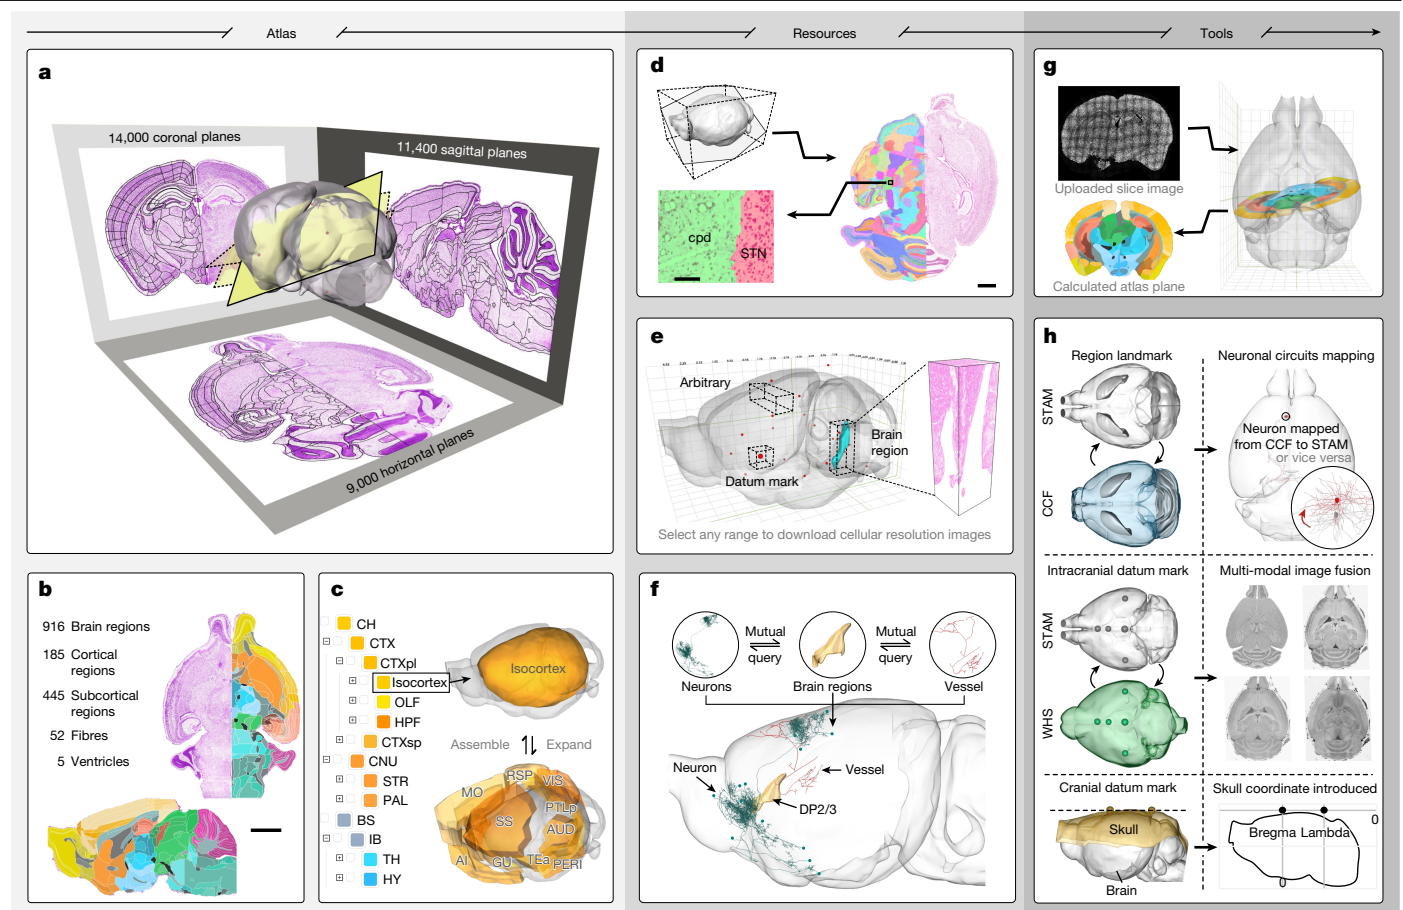 Atlas
Resources
Tools
a
14,000 coronal planes
11,400 sagittal planes
9,000 horizontal planes
b
916 Brain regions
185 Cortical
regions
445 Subcortical
regions
52 Fibres
5 Ventricles
c
CH
CTX
CTXpl
Isocortex
OLF
HPF
CTXsp
CNU
STR
PAL
BS
IB
TH
HY
Isocortex
Assemble
Expand
MO
RSP
VIS
PTLp
SS
AUD
AI
GU
TEa
PERI
d
cpd
STN
e
Arbitrary
Brain
region
Datum mark
Select any range to download cellular resolution images
f
Mutual
query
Mutual
query
Neurons
Brain regions
Vessel
Neuron
Vessel
DP2/3
g
Uploaded slice image
Calculated atlas plane
h
Region landmark
Neuronal circuits mapping
STAM
CCF
Neuron mapped
from CCF to STAM
or vice versa
Intracranial datum mark
Multi-modal image fusion
STAM
WHS
Cranial datum mark
Skull coordinate introduced
Skull
Brain
Bregma Lambda
0
0